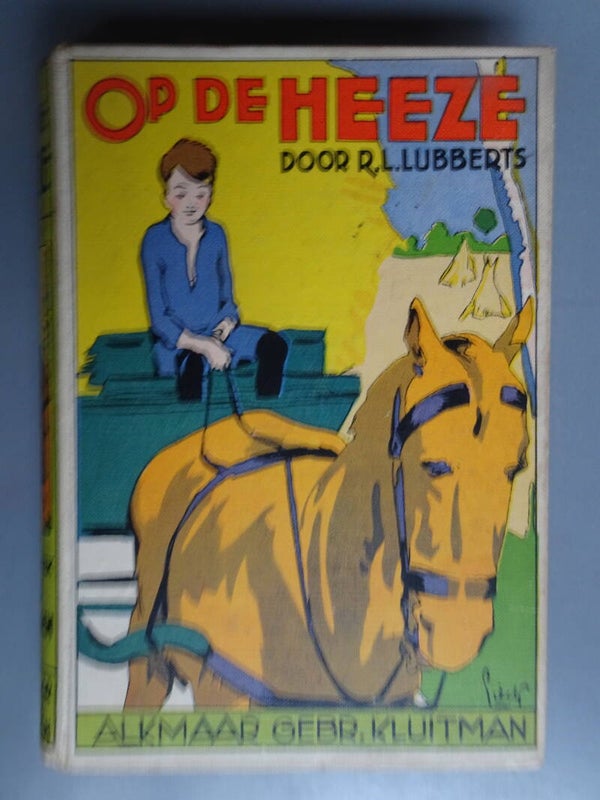 OP DE HEEZE
DOOR R.L.LUBBERTS
ALKMAAR GEBR. KLUITMAN